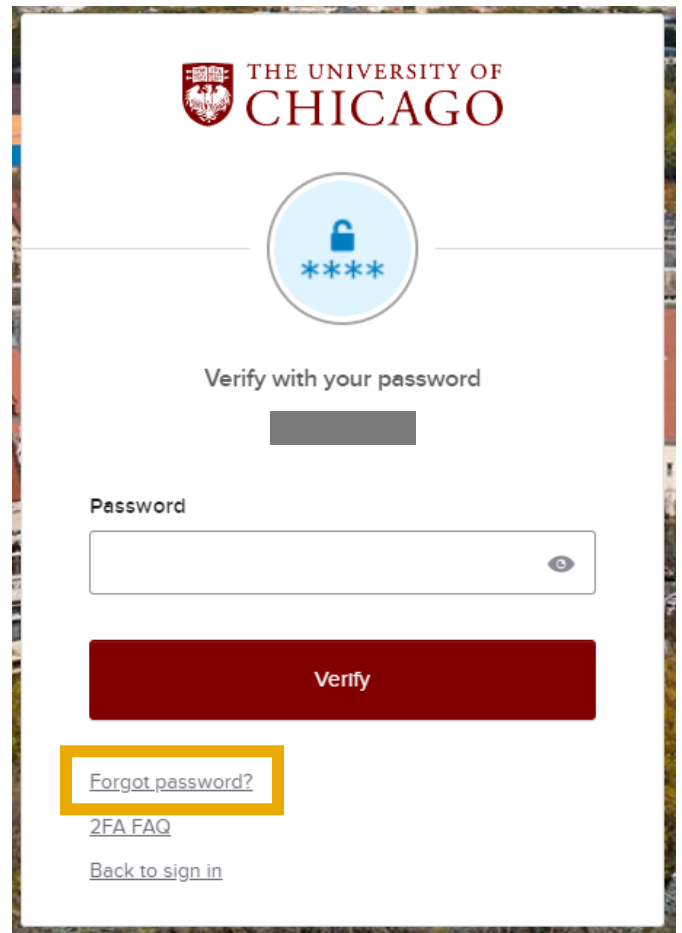 THE UNIVERSITY OF
CHICAGO
****
Verify with your password
Password
Verify
Forgot password?
2FA FAQ
Back to sign in